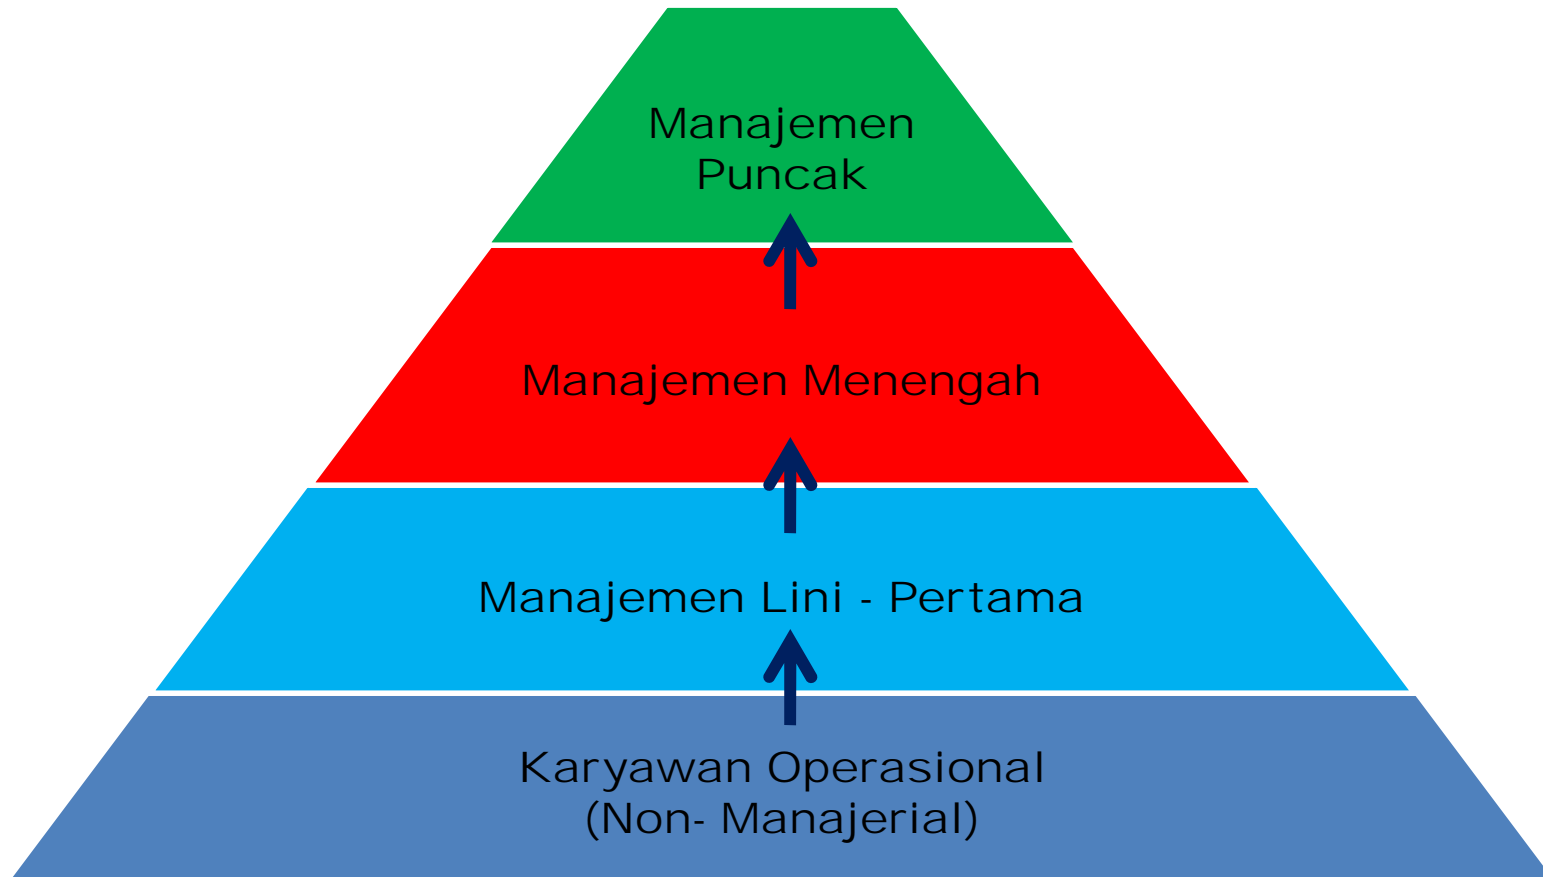 Manajemen
Puncak
Manajemen Menengah
Manajemen Lini - Pertama
Karyawan Operasional
(Non- Manajerial)